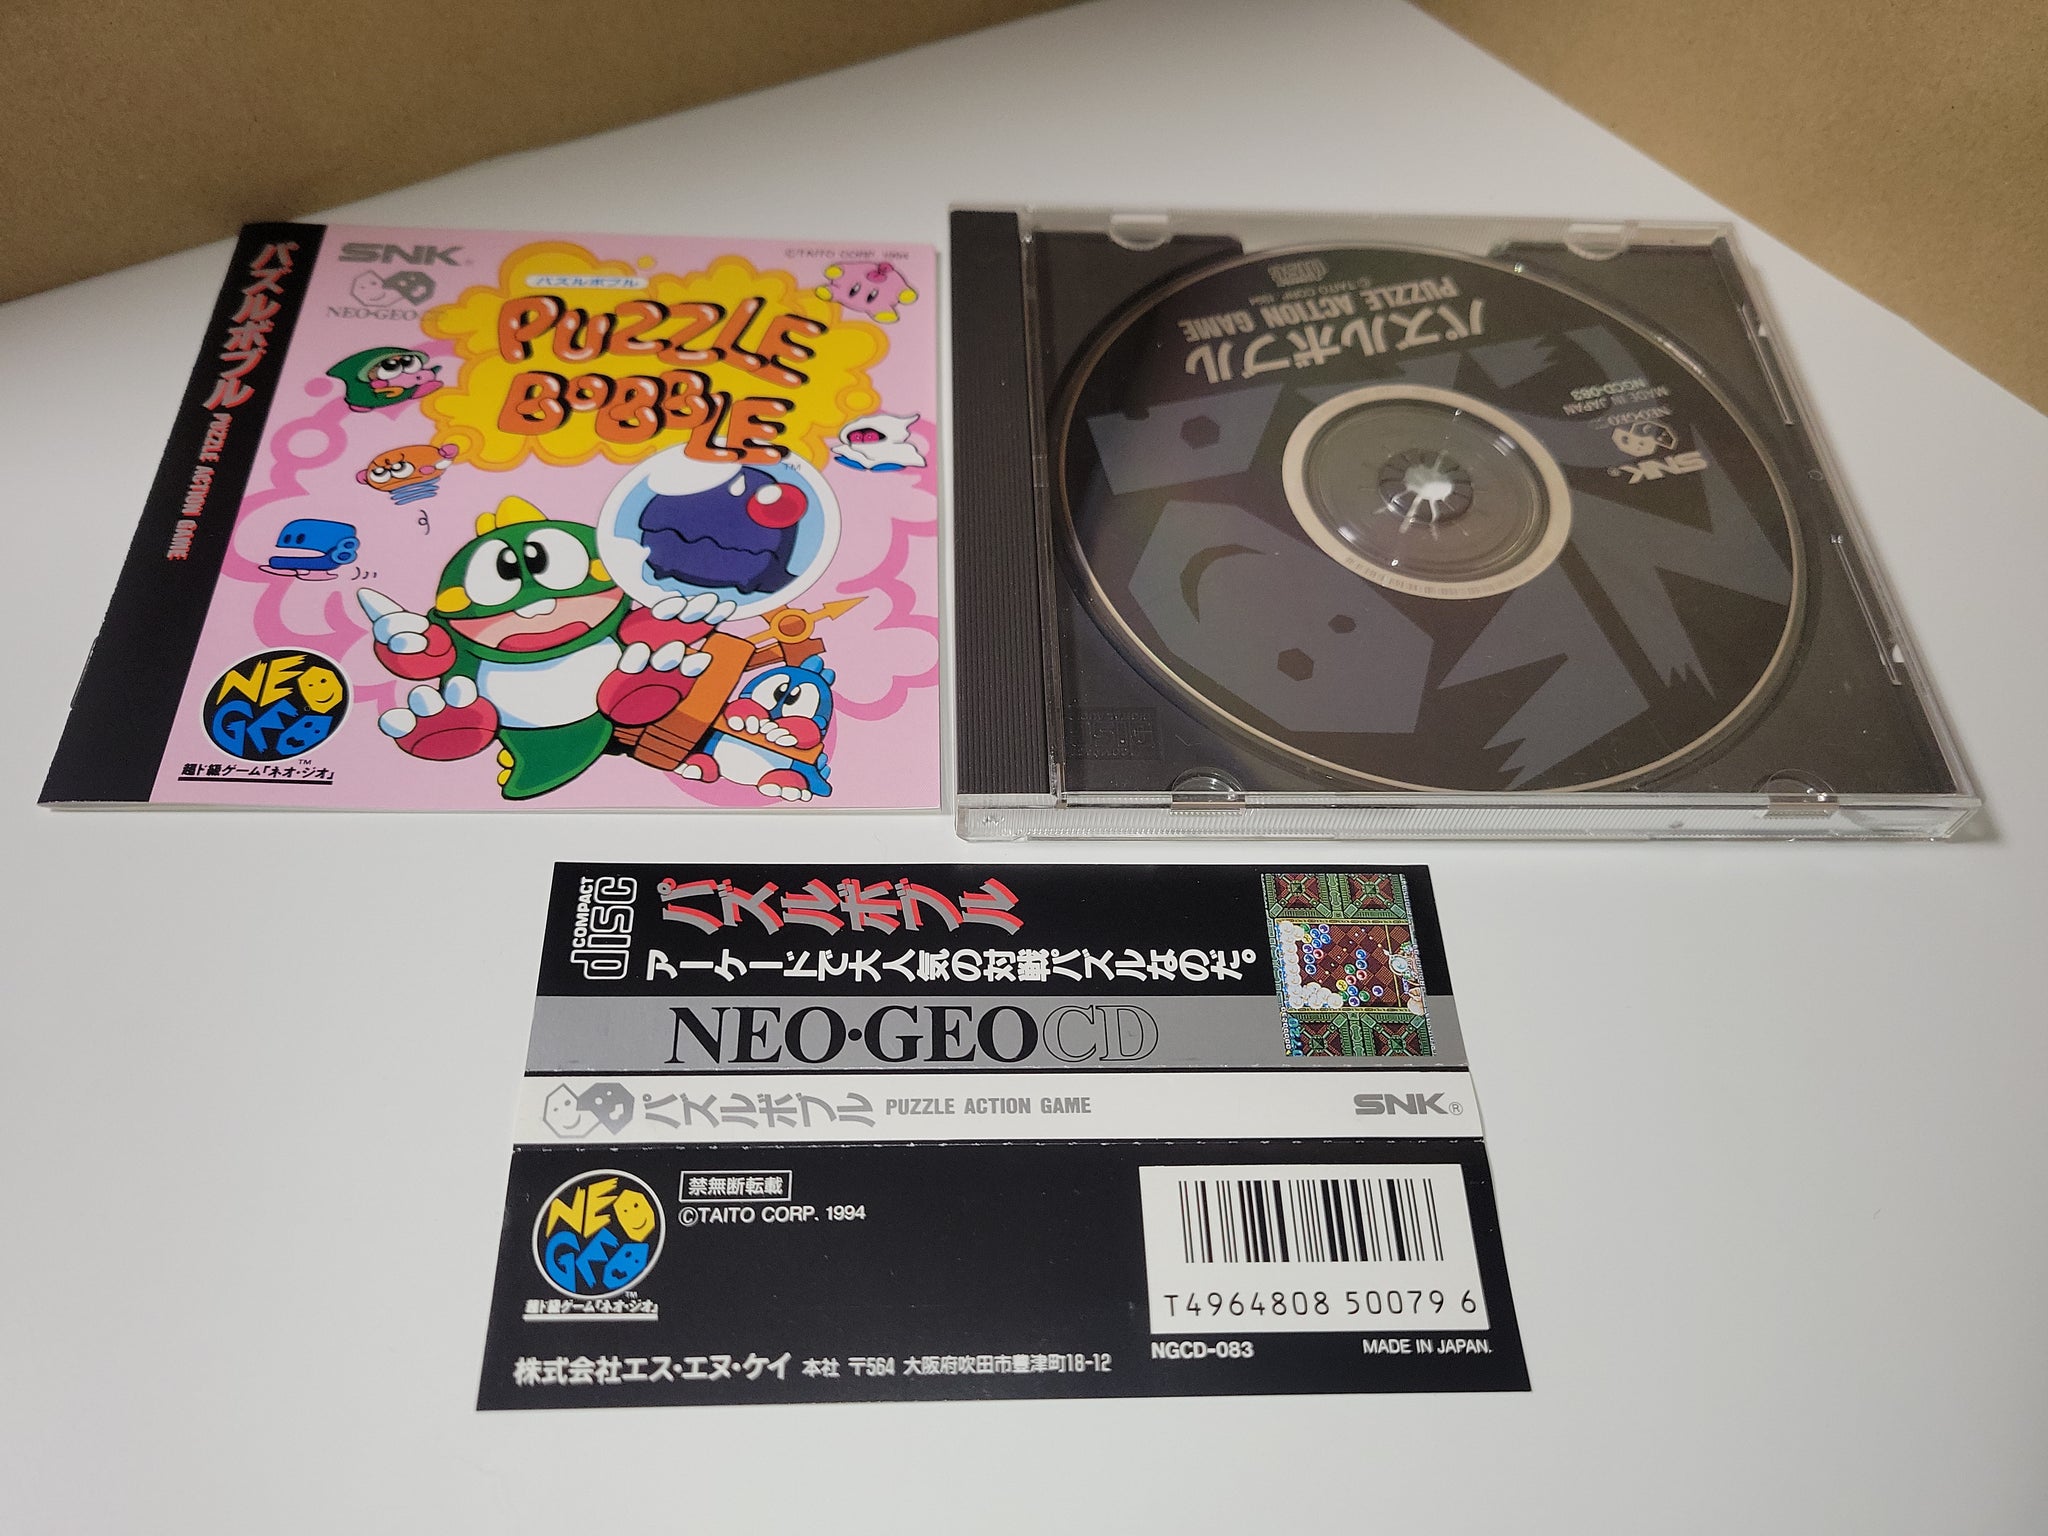 パズルボブル PUZZLE ACTION GAME
SNK®
NEO•GEO
©TAITO CORP. 1994
パズルボブル
PUZZLE
BOBBLE
TM
NEO
GEO
TM
超ド級ゲーム「ネオ・ジオ」
パズルボブル
PUZZLE ACTION GAME
© TAITO CORP. 1994
SNK®
NEO•GEO
MADE IN JAPAN
NGCD-083
COMPACT
disc
パズルボブル
アーケードで大人気の対戦パズルなのだ。
NEO•GEO CD
パズルボブル PUZZLE ACTION GAME
SNK®
NEO
GEO
TM
超ド級ゲーム「ネオ・ジオ」
禁無断転載
©TAITO CORP. 1994
T4964808 50079 6
NGCD-083
MADE IN JAPAN.
株式会社エス・エヌ・ケイ 本社 〒564 大阪府吹田市豊津町18-12